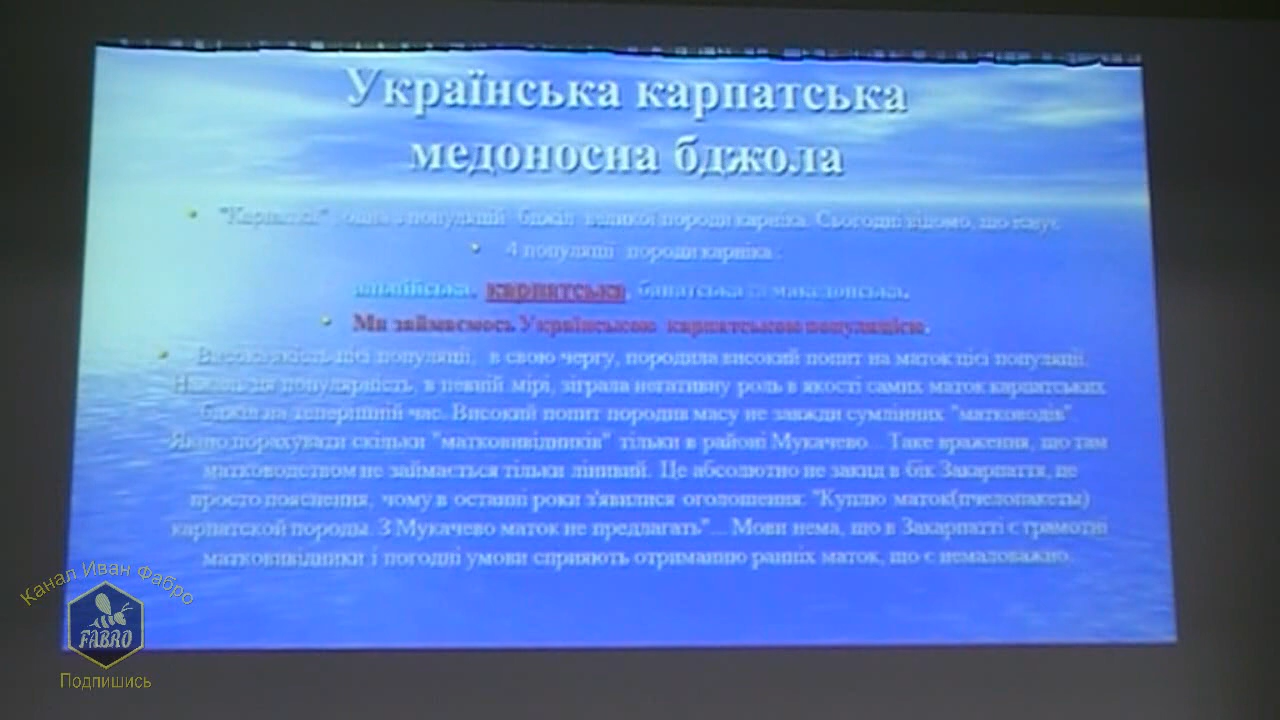 Українська карпатська
медоносна бджола
"Карпатка" одна з популяцій бджіл великої породи карніка. Сьогодні відомо, що існує
4 популяції породи карніка :
альпійська, карпатська, банатська та македонська.
Ми займаємось Українською карпатською популяцією.
Висока якість цієї популяції, в свою чергу, породила високий попит на маток цієї популяції.
Нажаль ця популярність, в певній мірі, зіграла негативну роль в якості самих маток карпатських
бджіл на теперішній час. Високий попит породив масу не завжди сумлінних "матководів".
порахувати скільки "матковивідників" тільки в районі Мукачево... Таке враження, що там
матководством не займається тільки лінивий. Це абсолютно не закид в бік Закарпаття, це
просто пояснення, чому в останні роки з'явилися оголошення: "Куплю маток(пчелопакеты)
карпатской породы. З Мукачево маток не предлагать"... Мови нема, що в Закарпатті є грамотні
матковивідники і погодні умови сприяють отриманню ранніх маток, що є немаловажно.
Канал Иван Фабро
FABRO
Подпишись